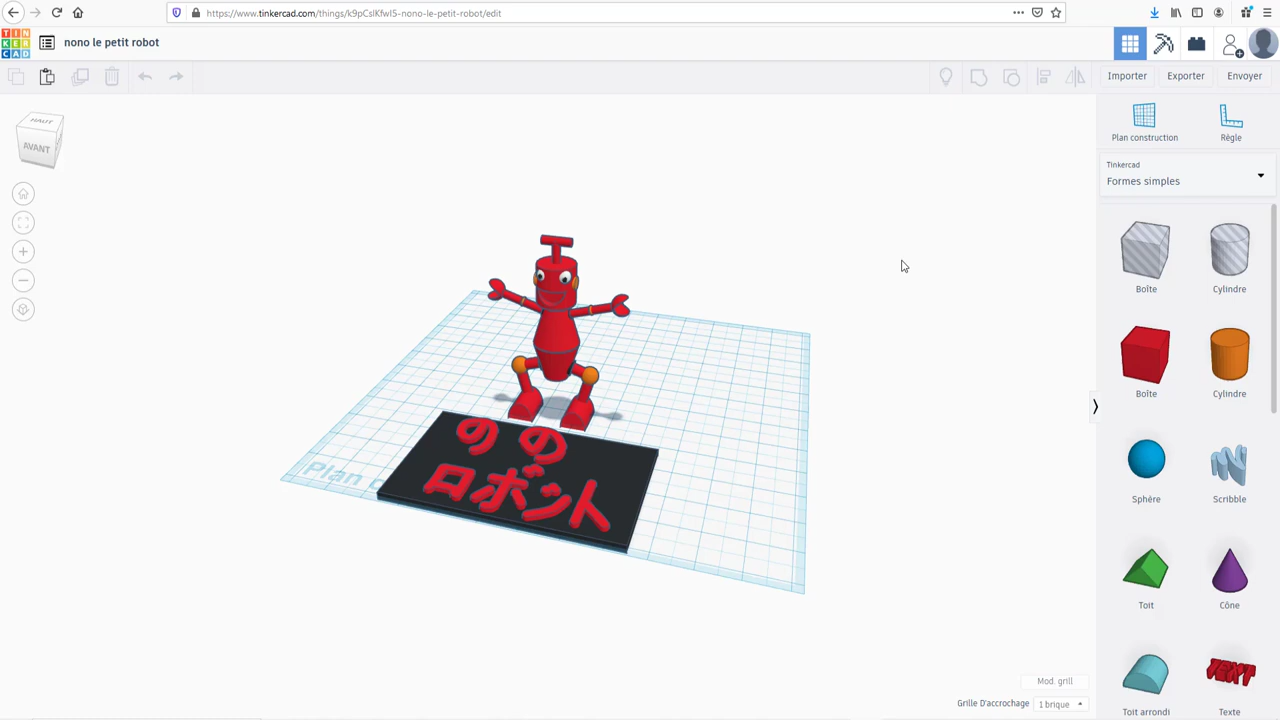 https://www.tinkercad.com/things/k9pCslKfwI5-nono-le-petit-robot/edit
TIN
KER
CAD
nono le petit robot
Importer
Exporter
Envoyer
HAUT
AVANT
Plan construction
Règle
Tinkercad
Formes simples
Boîte
Cylindre
Boîte
Cylindre
のの
ロボット
Plan
Sphère
Scribble
Toit
Cône
TEXT
Mod. grill
Grille D'accrochage
1 brique
Toit arrondi
Texte